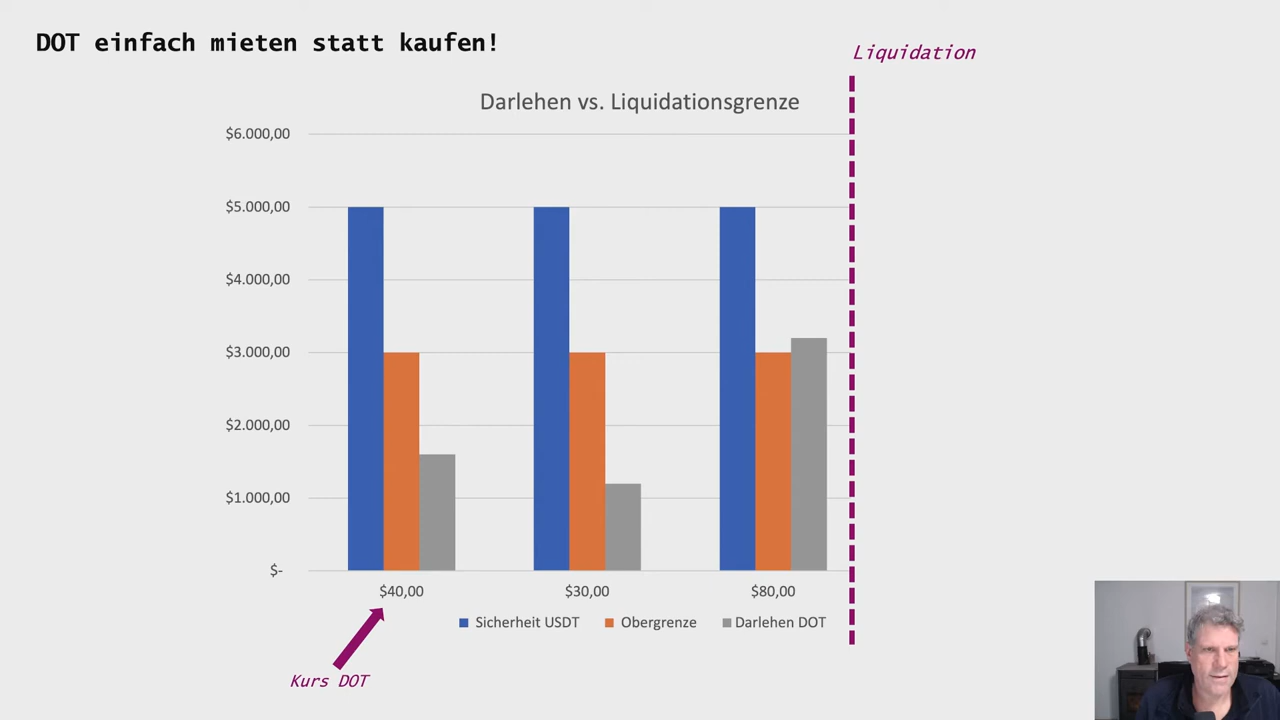 DOT einfach mieten statt kaufen!
Liquidation
Darlehen vs. Liquidationsgrenze
$6.000,00
$5.000,00
$4.000,00
$3.000,00
$2.000,00
$1.000,00
$-
$40,00 $30,00 $80,00
Sicherheit USDT Obergrenze Darlehen DOT
Kurs DOT